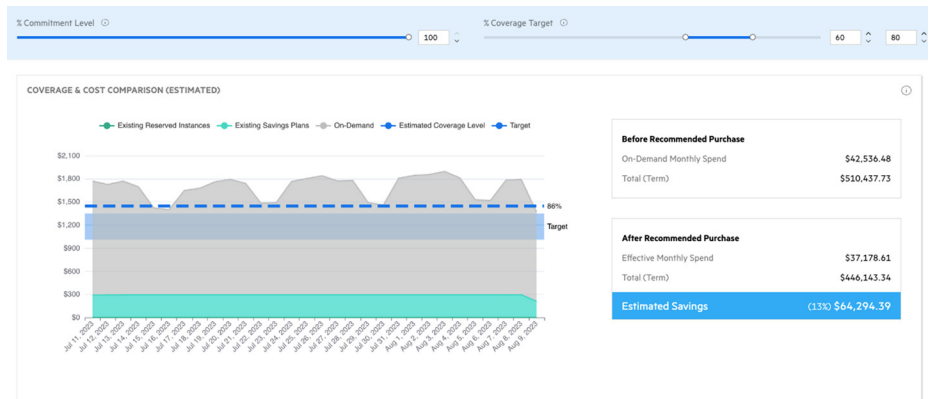 % Commitment Level
100
% Coverage Target
60
80
COVERAGE & COST COMPARISON (ESTIMATED)
Existing Reserved Instances
Existing Savings Plans
On-Demand
Estimated Coverage Level
Target
$2,100
$1,800
$1,500
$1,200
$900
$600
$300
$0
86%
Target
Jul 11, 2023
Jul 12, 2023
Jul 13, 2023
Jul 14, 2023
Jul 15, 2023
Jul 16, 2023
Jul 17, 2023
Jul 18, 2023
Jul 19, 2023
Jul 20, 2023
Jul 21, 2023
Jul 22, 2023
Jul 23, 2023
Jul 24, 2023
Jul 25, 2023
Jul 26, 2023
Jul 27, 2023
Jul 28, 2023
Jul 29, 2023
Jul 30, 2023
Jul 31, 2023
Aug 1, 2023
Aug 2, 2023
Aug 3, 2023
Aug 4, 2023
Aug 5, 2023
Aug 6, 2023
Aug 7, 2023
Aug 8, 2023
Aug 9, 2023
Before Recommended Purchase
On-Demand Monthly Spend $42,536.48
Total (Term) $510,437.73
After Recommended Purchase
Effective Monthly Spend $37,178.61
Total (Term) $446,143.34
Estimated Savings (13%) $64,294.39